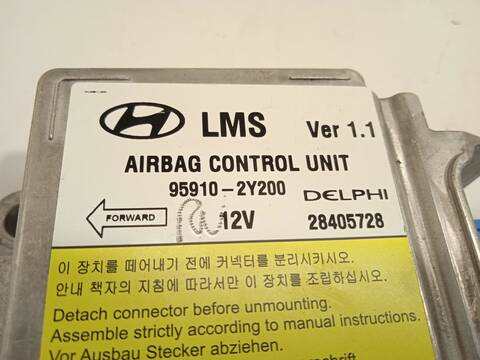 LMS Ver 1.1
AIRBAG CONTROL UNIT
95910-2Y200 DELPHI
FORWARD 12V 28405728
이 장치를 떼어내기 전에 커넥터를 분리시키시오.
안내 책자의 지침에 따라서만 이 장치를 조립하십시오
Detach connector before unmounting.
Assemble strictly according to manual instructions.
Vor Ausbau Stecker abziehen.